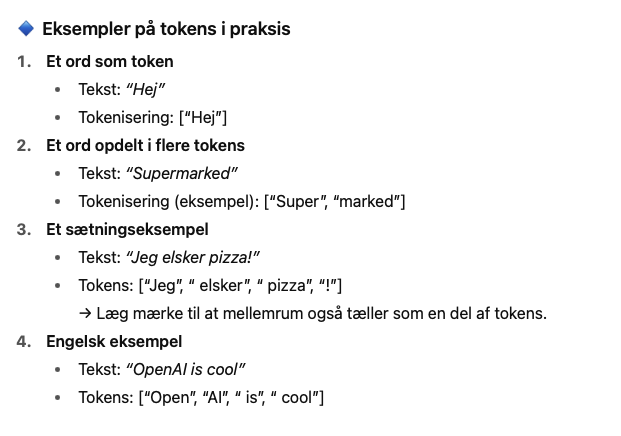 🔷 Eksempler på tokens i praksis
1. Et ord som token
• Tekst: “Hej”
• Tokenisering: [“Hej”]
2. Et ord opdelt i flere tokens
• Tekst: “Supermarked”
• Tokenisering (eksempel): [“Super”, “marked”]
3. Et sætningseksempel
• Tekst: “Jeg elsker pizza!”
• Tokens: [“Jeg”, “ elsker”, “ pizza”, “!”]
→ Læg mærke til at mellemrum også tæller som en del af tokens.
4. Engelsk eksempel
• Tekst: “OpenAI is cool”
• Tokens: [“Open”, “AI”, “ is”, “ cool”]